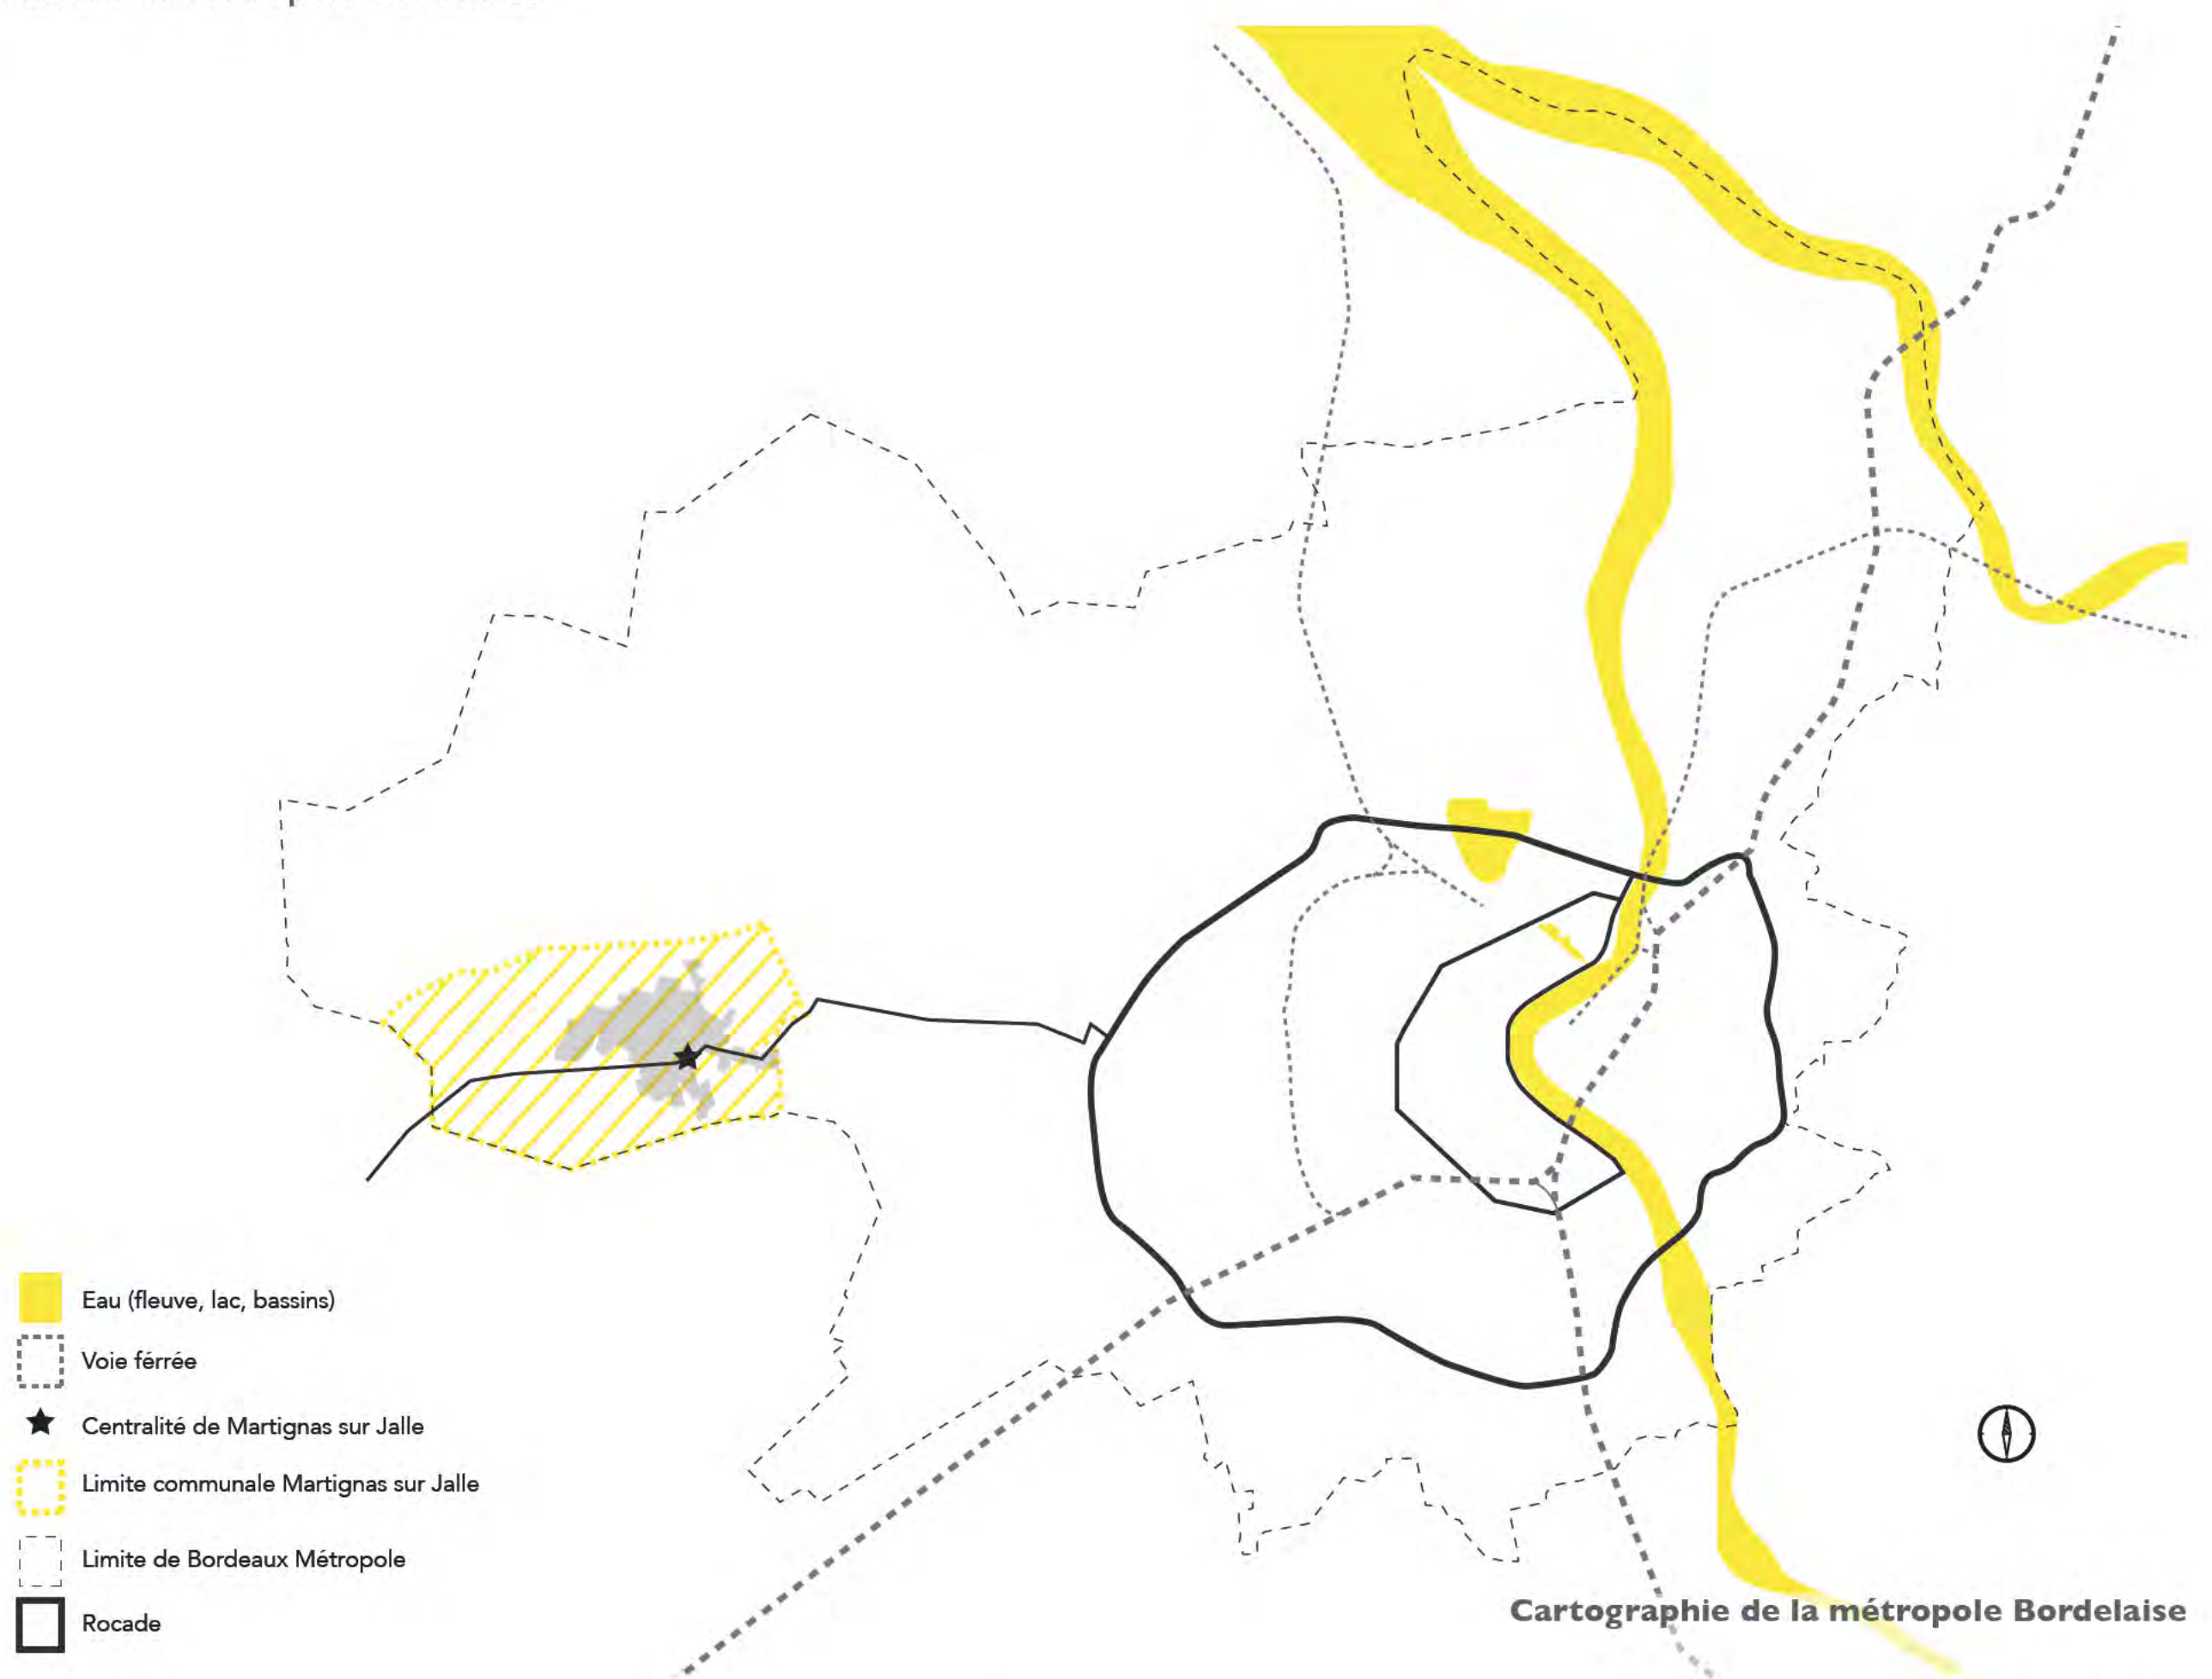 Eau (fleuve, lac, bassins)
Voie férrée
Centralité de Martignas sur Jalle
Limite communale Martignas sur Jalle
Limite de Bordeaux Métropole
Rocade
Cartographie de la métropole Bordelaise